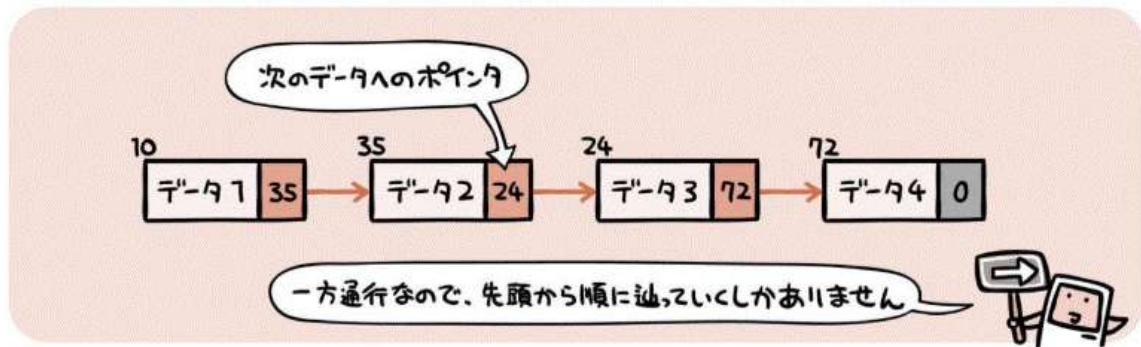 次のデータへのポインタ
10 35 24 72
データ1 35 データ2 24 データ3 72 データ4 0
一方通行なので、先頭から順に辿っていくしかありません